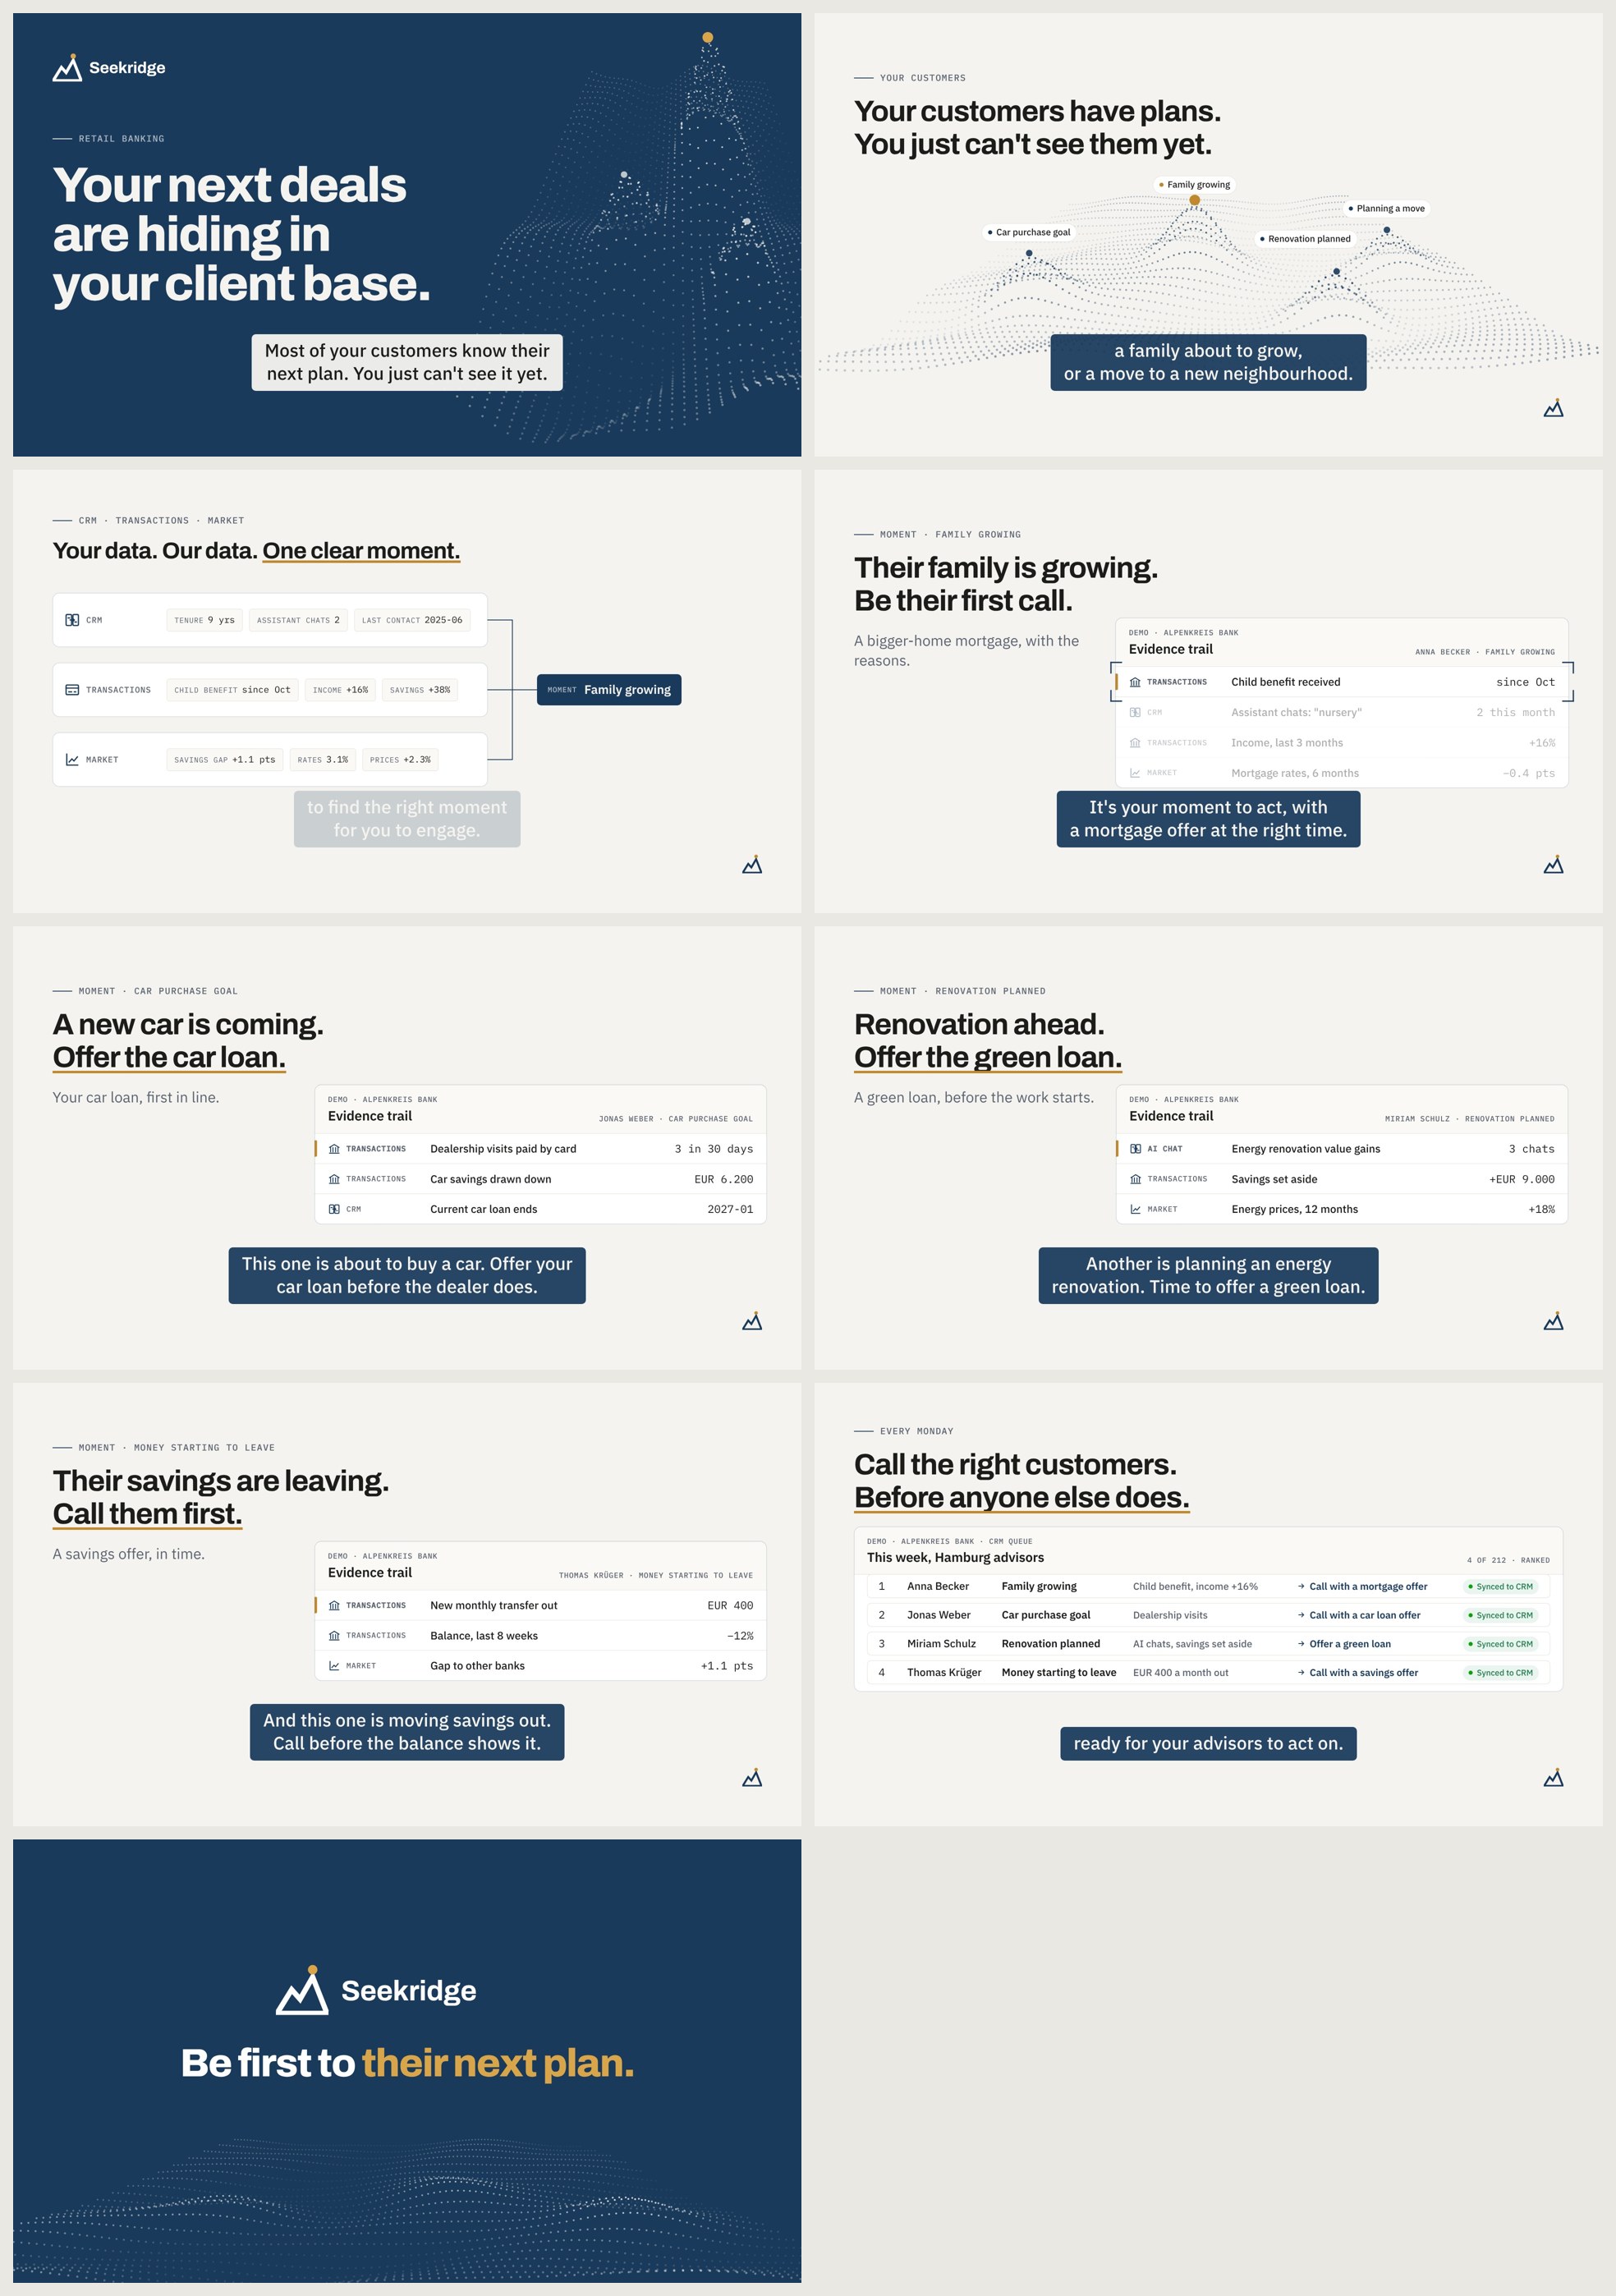 Seekridge
RETAIL BANKING
Your next deals
are hiding in
your client base.
Most of your customers know their
next plan. You just can't see it yet.
YOUR CUSTOMERS
Your customers have plans.
You just can't see them yet.
Family growing
Planning a move
Car purchase goal
Renovation planned
a family about to grow,
or a move to a new neighbourhood.
CRM · TRANSACTIONS · MARKET
Your data. Our data. One clear moment.
CRM TENURE 9 yrs ASSISTANT CHATS 2 LAST CONTACT 2025-06
TRANSACTIONS CHILD BENEFIT since Oct INCOME +16% SAVINGS +38%
MOMENT Family growing
MARKET SAVINGS GAP +1.1 pts RATES 3.1% PRICES +2.3%
to find the right moment
for you to engage.
MOMENT · FAMILY GROWING
Their family is growing.
Be their first call.
A bigger-home mortgage, with the
reasons.
DEMO · ALPENKREIS BANK
Evidence trail ANNA BECKER · FAMILY GROWING
TRANSACTIONS Child benefit received since Oct
CRM Assistant chats: "nursery" 2 this month
TRANSACTIONS Income, last 3 months +16%
MARKET Mortgage rates, 6 months −0.4 pts
It's your moment to act, with
a mortgage offer at the right time.
MOMENT · CAR PURCHASE GOAL
A new car is coming.
Offer the car loan.
Your car loan, first in line.
DEMO · ALPENKREIS BANK
Evidence trail JONAS WEBER · CAR PURCHASE GOAL
TRANSACTIONS Dealership visits paid by card 3 in 30 days
TRANSACTIONS Car savings drawn down EUR 6.200
CRM Current car loan ends 2027-01
This one is about to buy a car. Offer your
car loan before the dealer does.
MOMENT · RENOVATION PLANNED
Renovation ahead.
Offer the green loan.
A green loan, before the work starts.
DEMO · ALPENKREIS BANK
Evidence trail MIRIAM SCHULZ · RENOVATION PLANNED
AI CHAT Energy renovation value gains 3 chats
TRANSACTIONS Savings set aside +EUR 9.000
MARKET Energy prices, 12 months +18%
Another is planning an energy
renovation. Time to offer a green loan.
MOMENT · MONEY STARTING TO LEAVE
Their savings are leaving.
Call them first.
A savings offer, in time.
DEMO · ALPENKREIS BANK
Evidence trail THOMAS KRÜGER · MONEY STARTING TO LEAVE
TRANSACTIONS New monthly transfer out EUR 400
TRANSACTIONS Balance, last 8 weeks −12%
MARKET Gap to other banks +1.1 pts
And this one is moving savings out.
Call before the balance shows it.
EVERY MONDAY
Call the right customers.
Before anyone else does.
DEMO · ALPENKREIS BANK · CRM QUEUE
This week, Hamburg advisors 4 OF 212 · RANKED
1 Anna Becker Family growing Child benefit, income +16% → Call with a mortgage offer Synced to CRM
2 Jonas Weber Car purchase goal Dealership visits → Call with a car loan offer Synced to CRM
3 Miriam Schulz Renovation planned AI chats, savings set aside → Offer a green loan Synced to CRM
4 Thomas Krüger Money starting to leave EUR 400 a month out → Call with a savings offer Synced to CRM
ready for your advisors to act on.
Seekridge
Be first to their next plan.